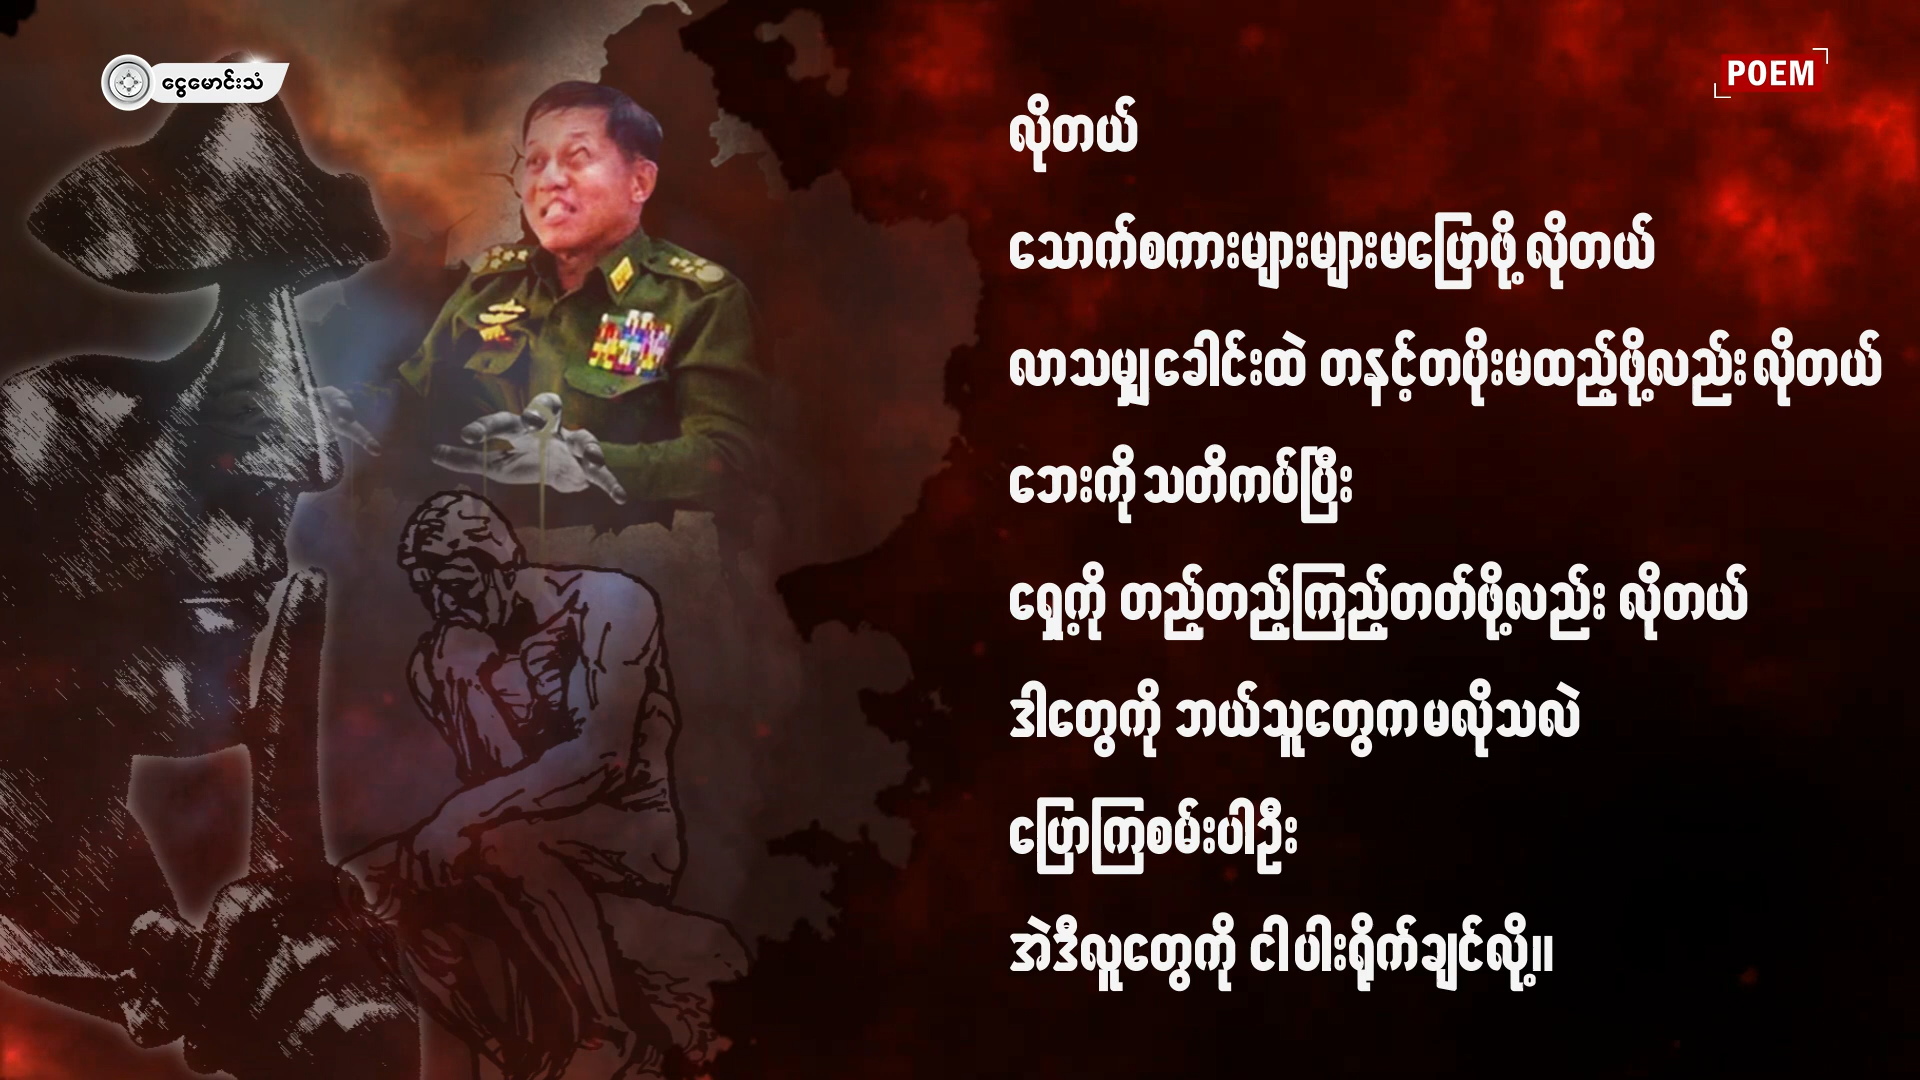 ငွေမောင်းသံ
POEM
လိုတယ်
သောက်စကားများများမပြောဖို့ လိုတယ်
လာသမျှခေါင်းထဲ တနင့်တပိုးမထည့်ဖို့လည်း လိုတယ်
ဘေးကို သတိကပ်ပြီး
ရှေ့ကို တည့်တည့်ကြည့်တတ်ဖို့လည်း လိုတယ်
ဒါတွေကို ဘယ်သူတွေက မလိုသလဲ
ပြောကြစမ်းပါဦး
အဲဒီလူတွေကို ငါ ပါးရိုက်ချင်လို့။